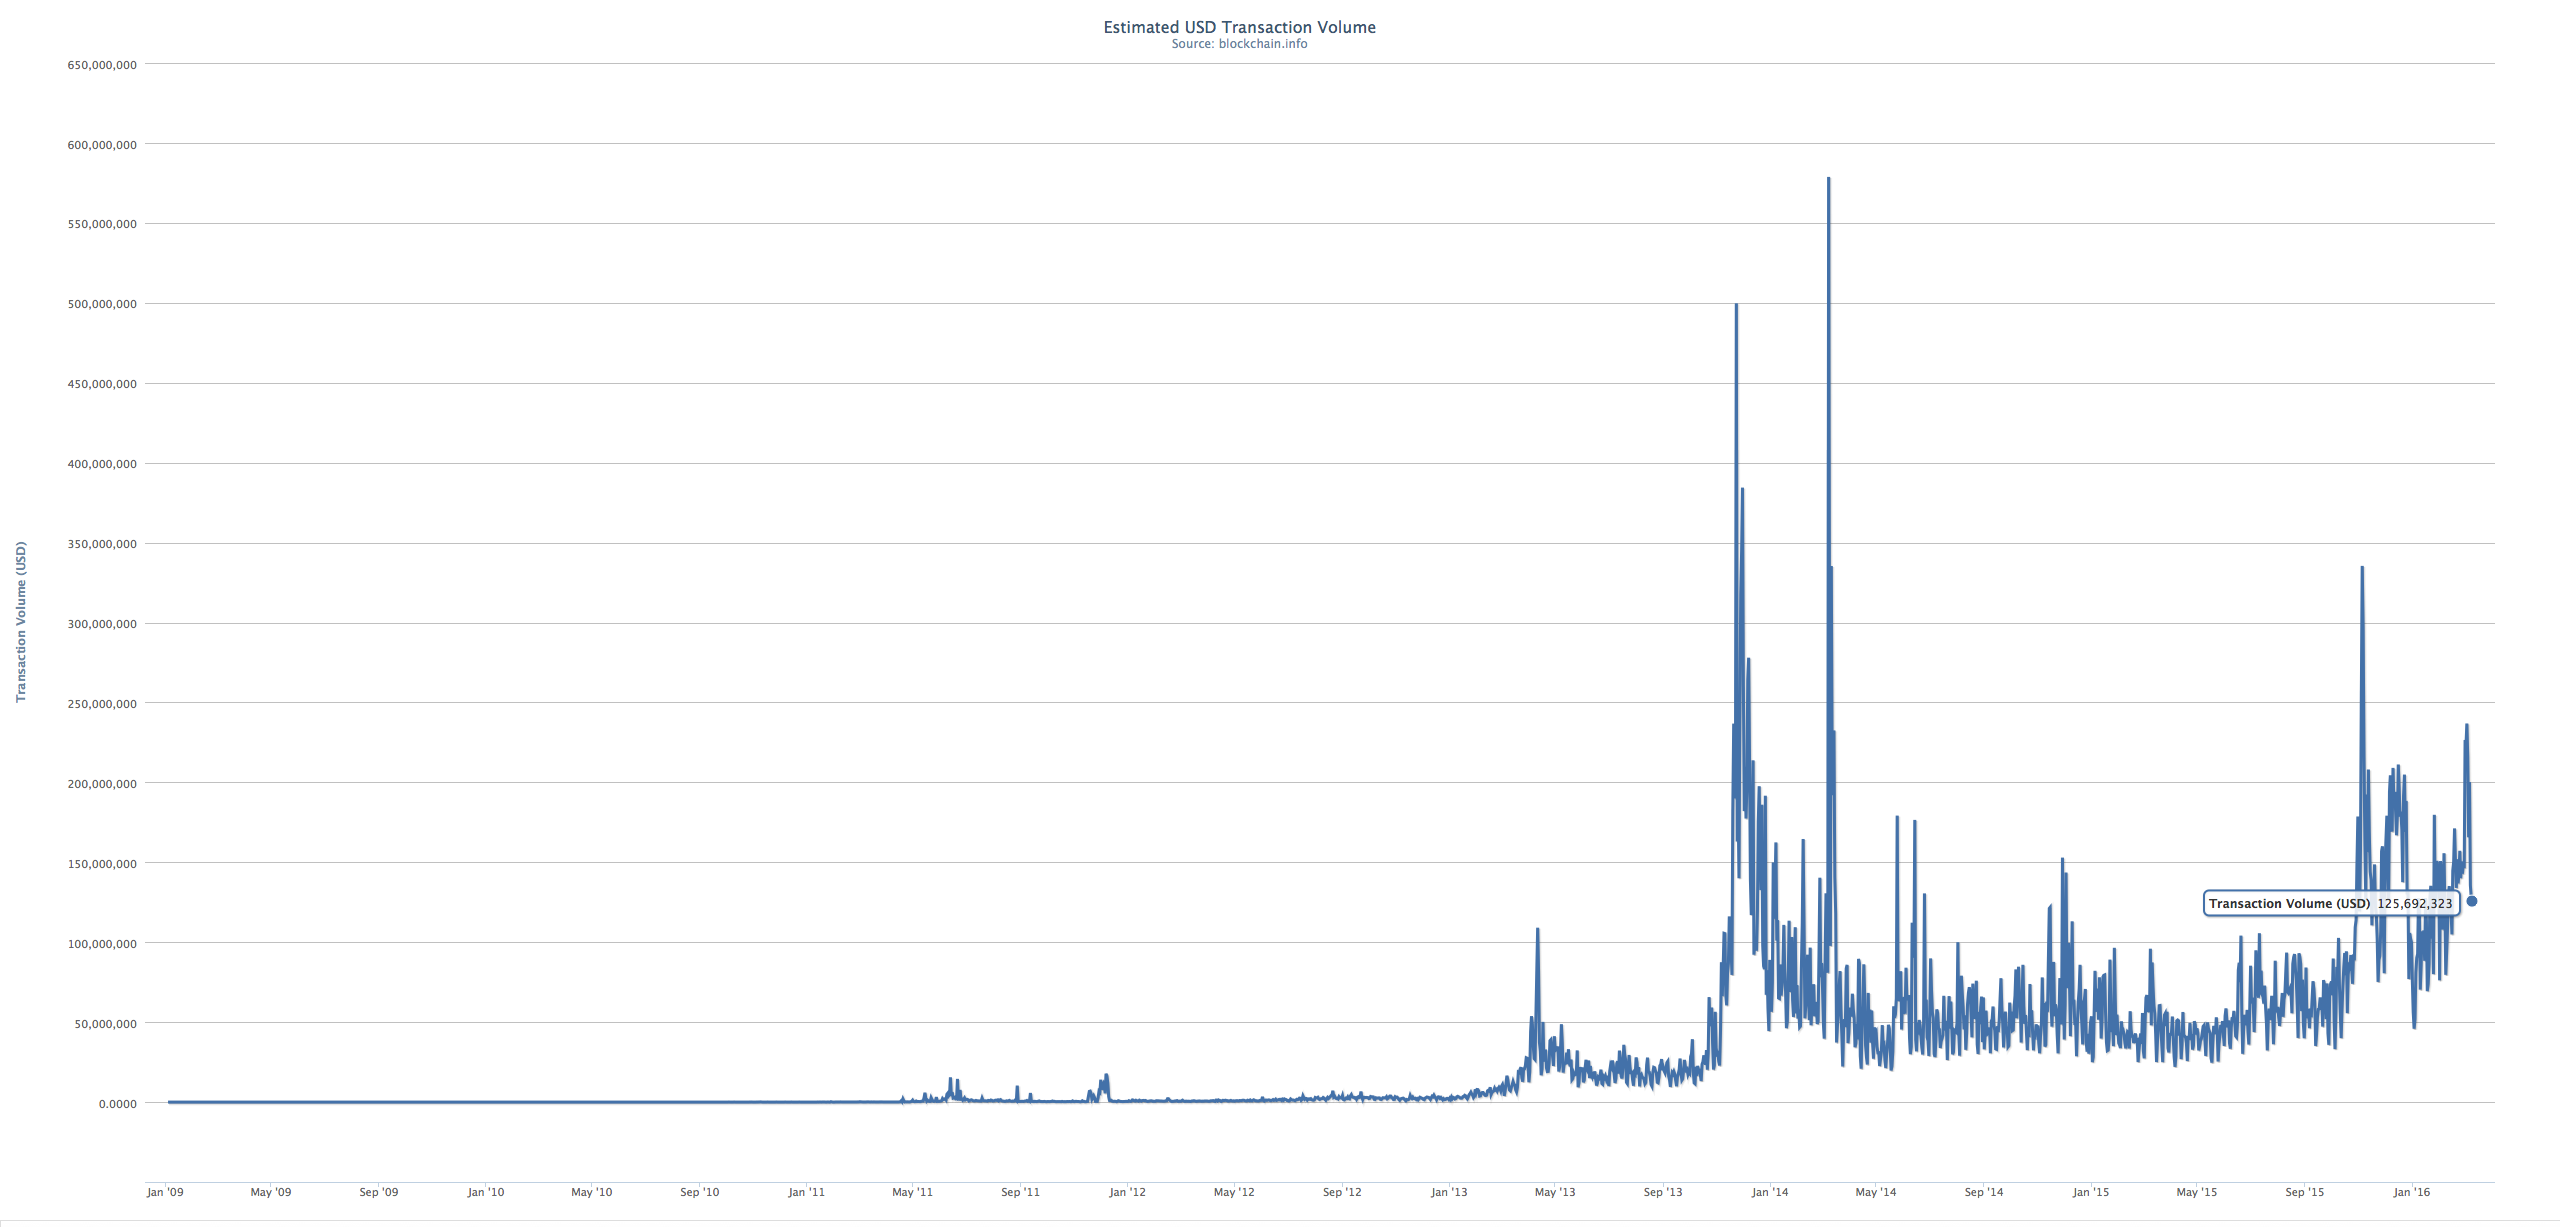 Estimated USD Transaction Volume
Source: blockchain.info
Transaction Volume (USD)
650,000,000
600,000,000
550,000,000
500,000,000
450,000,000
400,000,000
350,000,000
300,000,000
250,000,000
200,000,000
150,000,000
100,000,000
50,000,000
0.0000
Transaction Volume (USD) 125,692,323
Jan '09 May '09 Sep '09 Jan '10 May '10 Sep '10 Jan '11 May '11 Sep '11 Jan '12 May '12 Sep '12 Jan '13 May '13 Sep '13 Jan '14 May '14 Sep '14 Jan '15 May '15 Sep '15 Jan '16